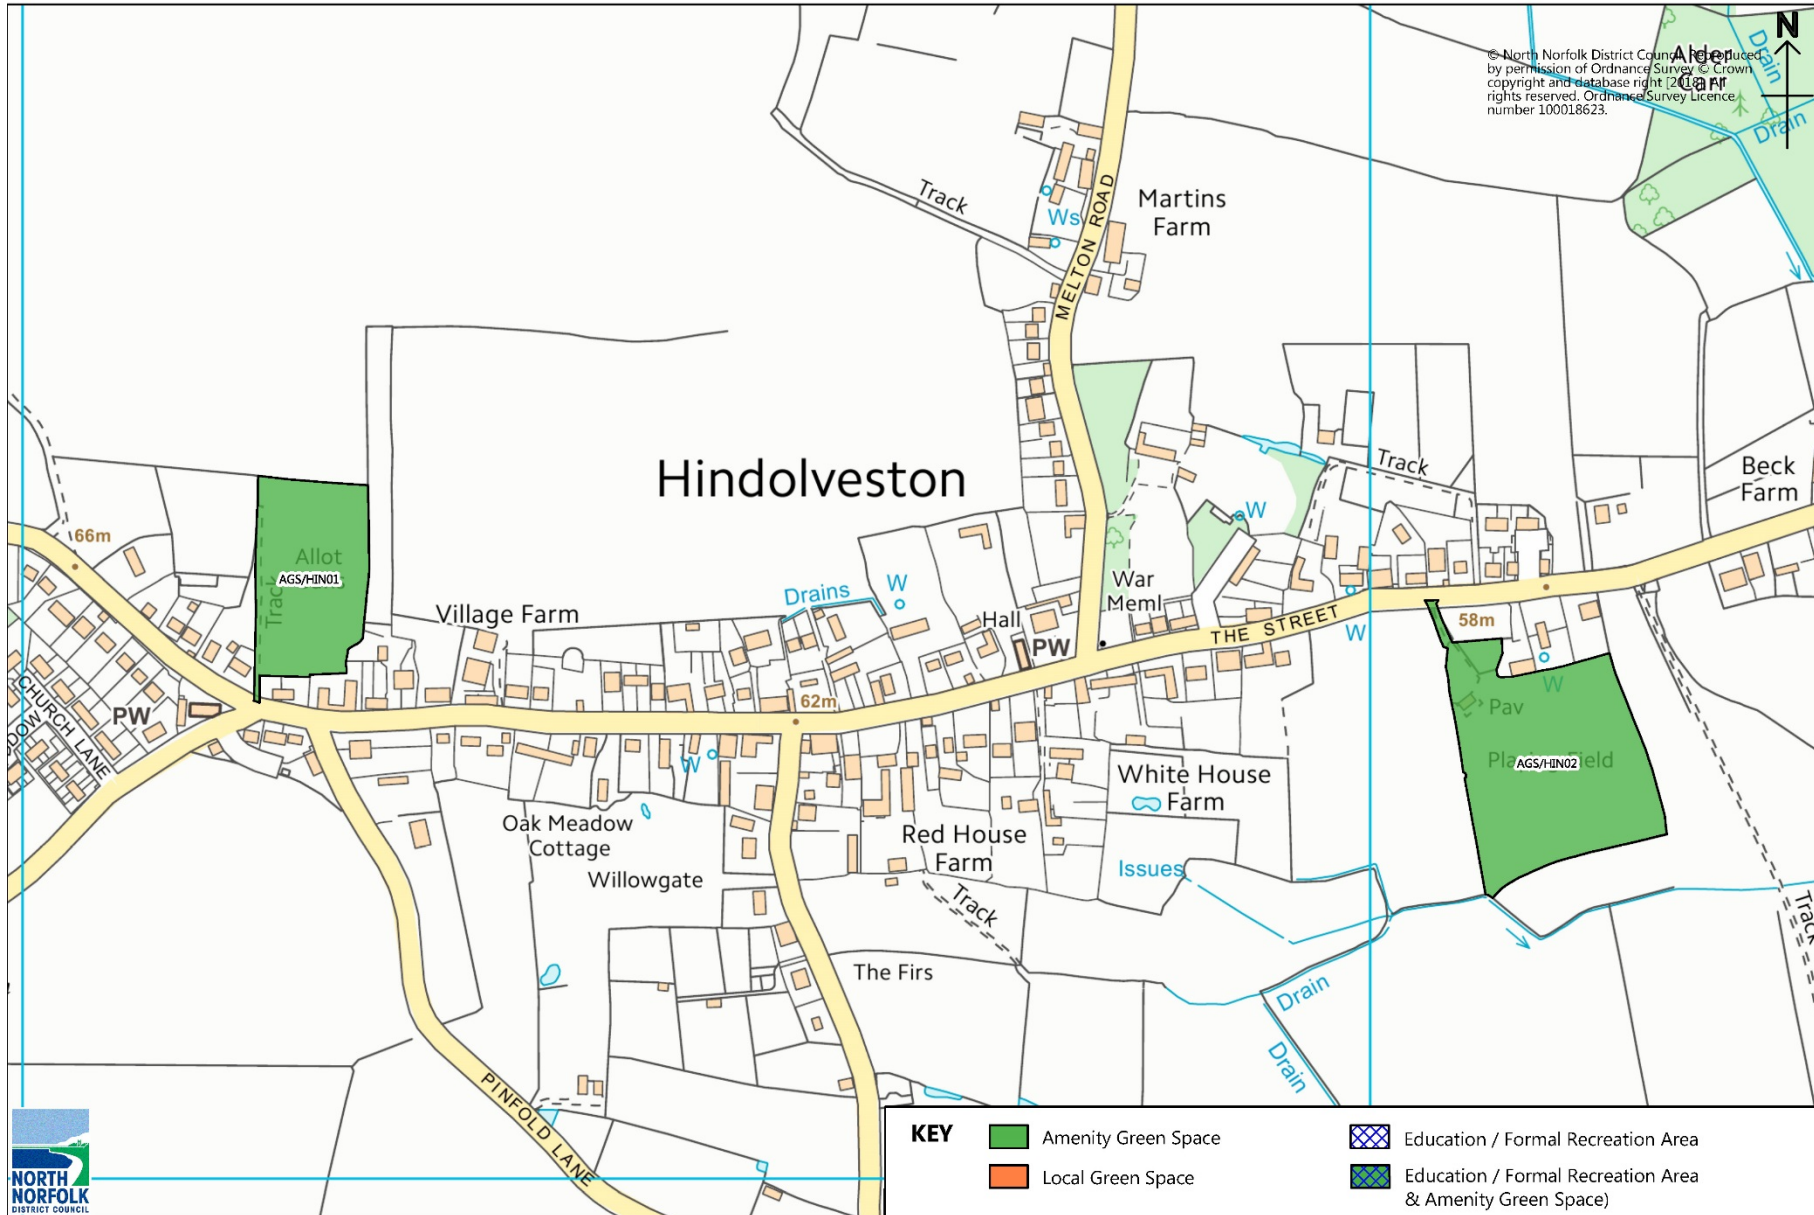 N
© North Norfolk District Council. Reproduced
by permission of Ordnance Survey © Crown
copyright and database right [2018]. All
rights reserved. Ordnance Survey Licence
number 100018623.
Alder
Carr
Drain
Drain
Track
Ws
MELTON ROAD
Martins
Farm
Hindolveston
Track
Beck
Farm
W
66m
Allot
AGS/HIN01
Track
Village Farm
Drains
W
Hall
PW
War
Meml
THE STREET
W
58m
W
Pav
Playing Field
AGS/HIN02
CHURCH LANE
PW
62m
W
Oak Meadow
Cottage
Willowgate
Red House
Farm
White House
Farm
Issues
Track
Track
The Firs
Drain
Drain
PINFOLD LANE
NORTH
NORFOLK
DISTRICT COUNCIL
KEY
Amenity Green Space
Local Green Space
Education / Formal Recreation Area
Education / Formal Recreation Area
& Amenity Green Space)